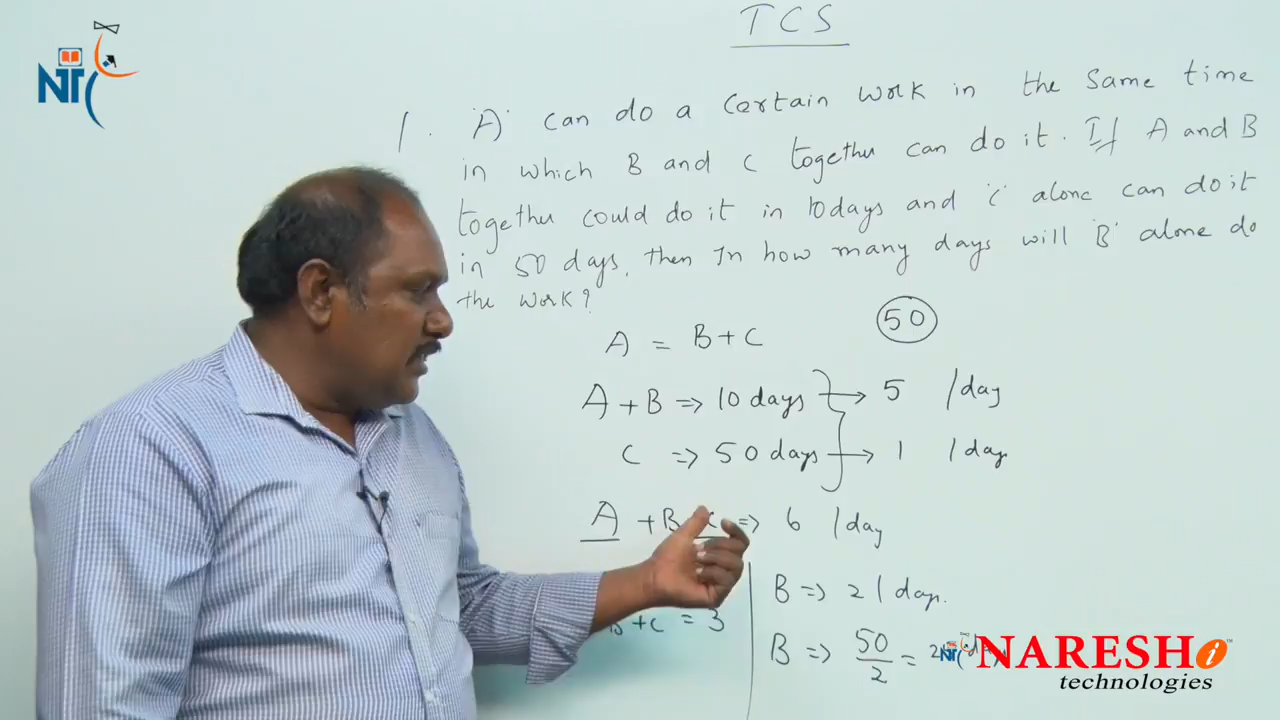 TCS
1. 'A' can do a Certain work in the Same time
in which B and C together can do it. If A and B
together could do it in 10days and 'C' alone can do it
in 50 days, then In how many days will 'B' alone do
the work?
A = B+C
50
A+B => 10 days → 5 /day
C => 50 days → 1 /day
A +B => 6 /day
B+C = 3
B => 2 / day.
B => 50/2 =
NT
NARESHi
technologies